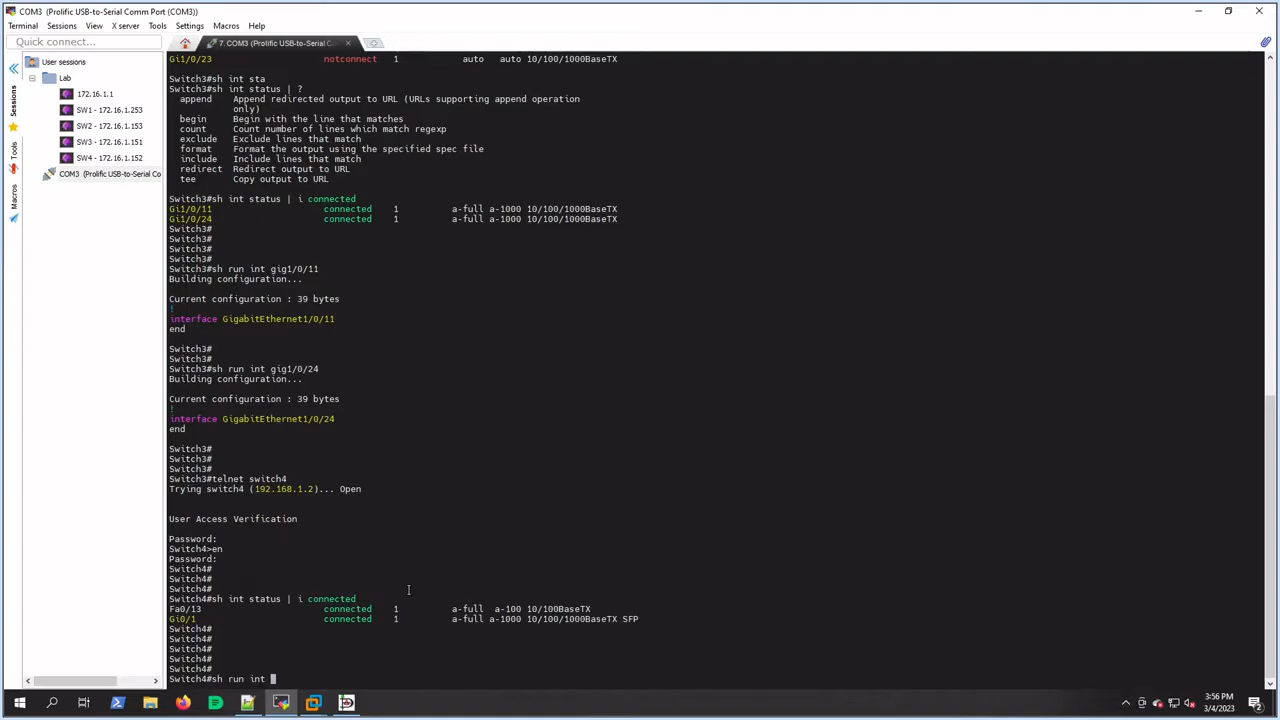 COM3 (Prolific USB-to-Serial Comm Port (COM3))
Terminal Sessions View X server Tools Settings Macros Help
Quick connect...
7. COM3 (Prolific USB-to-Serial C
User sessions
Lab
172.16.1.1
SW1 - 172.16.1.253
SW2 - 172.16.1.153
SW3 - 172.16.1.151
SW4 - 172.16.1.152
COM3 (Prolific USB-to-Serial Co
Sessions
Tools
Macros
Gi1/0/23 notconnect 1 auto auto 10/100/1000BaseTX
Switch3#sh int sta
Switch3#sh int status | ?
append Append redirected output to URL (URLs supporting append operation
only)
begin Begin with the line that matches
count Count number of lines which match regexp
exclude Exclude lines that match
format Format the output using the specified spec file
include Include lines that match
redirect Redirect output to URL
tee Copy output to URL
Switch3#sh int status | i connected
Gi1/0/11 connected 1 a-full a-1000 10/100/1000BaseTX
Gi1/0/24 connected 1 a-full a-1000 10/100/1000BaseTX
Switch3#
Switch3#
Switch3#
Switch3#
Switch3#sh run int gig1/0/11
Building configuration...
Current configuration : 39 bytes
!
interface GigabitEthernet1/0/11
end
Switch3#
Switch3#
Switch3#sh run int gig1/0/24
Building configuration...
Current configuration : 39 bytes
!
interface GigabitEthernet1/0/24
end
Switch3#
Switch3#
Switch3#
Switch3#telnet switch4
Trying switch4 (192.168.1.2)... Open
User Access Verification
Password:
Switch4>en
Password:
Switch4#
Switch4#
Switch4#
Switch4#sh int status | i connected
Fa0/13 connected 1 a-full a-100 10/100BaseTX
Gi0/1 connected 1 a-full a-1000 10/100/1000BaseTX SFP
Switch4#
Switch4#
Switch4#
Switch4#
Switch4#
Switch4#sh run int
3:56 PM
3/4/2023
2